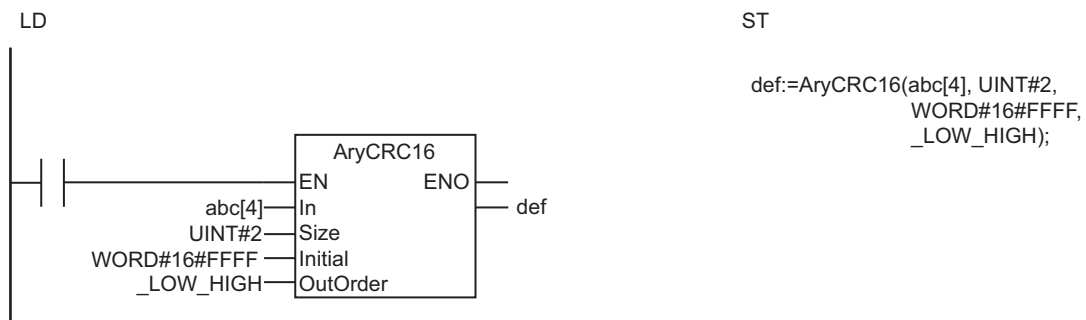 LD
ST
def:=AryCRC16(abc[4], UINT#2,
WORD#16#FFFF,
_LOW_HIGH);
AryCRC16
EN ENO
abc[4] In def
UINT#2 Size
WORD#16#FFFF Initial
_LOW_HIGH OutOrder